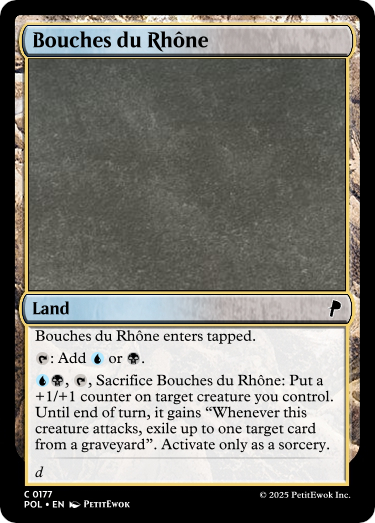 Bouches du Rhône
Land
Bouches du Rhône enters tapped.
: Add or .
, , Sacrifice Bouches du Rhône: Put a
+1/+1 counter on target creature you control.
Until end of turn, it gains “Whenever this
creature attacks, exile up to one target card
from a graveyard”. Activate only as a sorcery.
d
C 0177
POL • EN PetitEwok
© 2025 PetitEwok Inc.